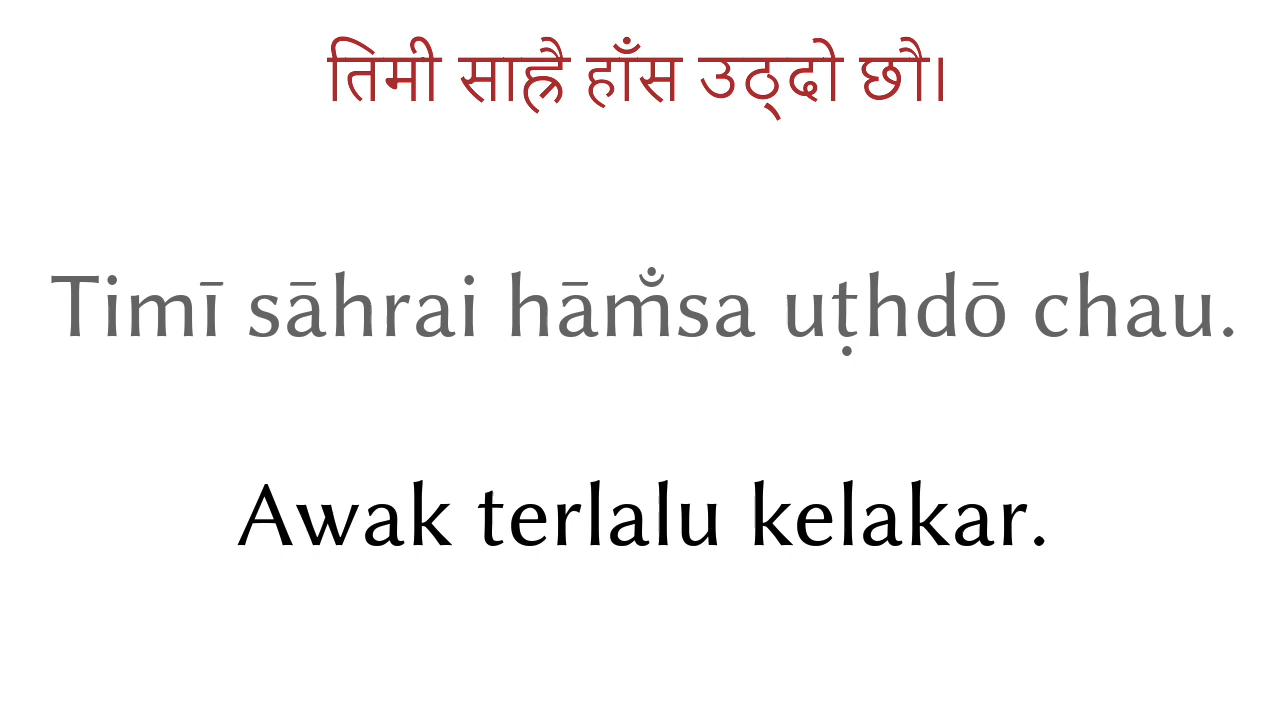 तिमी साह्रै हाँस उठ्दो छौ।
Timī sāhrai hām̐sa uṭhdō chau.
Awak terlalu kelakar.